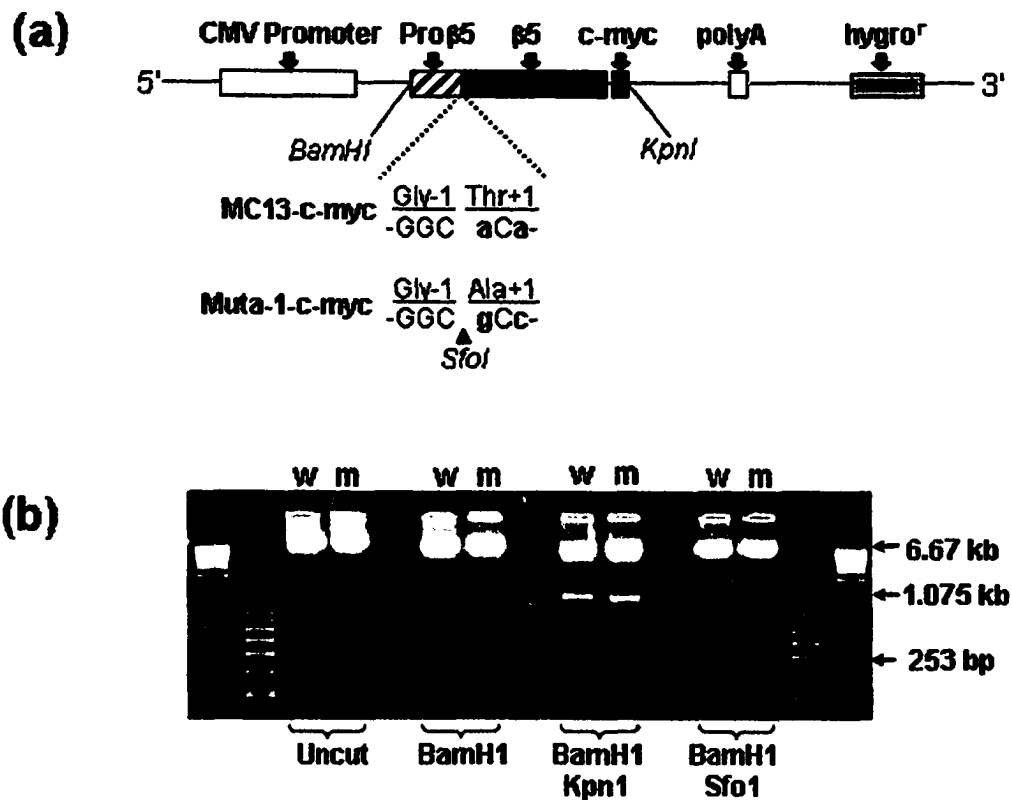 (a)
CMV Promoter Proβ5 β5 c-myc polyA hygroʳ
5' 3'
BamHI KpnI
MC13-c-myc Gly-1 Thr+1
-GGC aCa-
Muta-1-c-myc Gly-1 Ala+1
-GGC gCc-
SfoI
(b)
w m w m w m w m
6.67 kb
1.075 kb
253 bp
Uncut BamH1 BamH1 BamH1
Kpn1 Sfo1